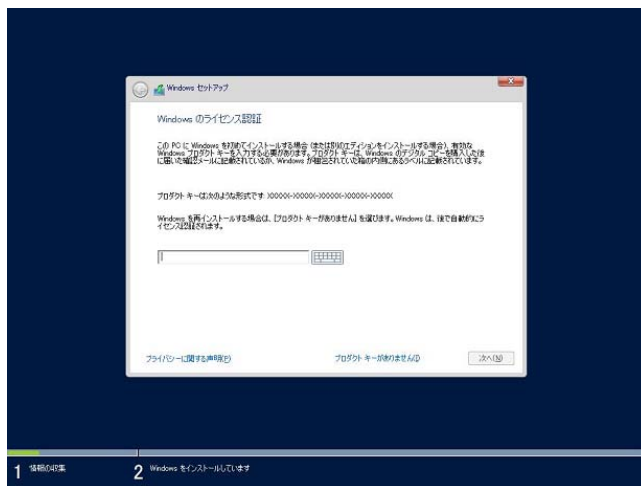 Windows セットアップ
Windows のライセンス認証
この PC に Windows を初めてインストールする場合 (または別のエディションをインストールする場合)、有効な
Windows プロダクト キーを入力する必要があります。プロダクト キーは、Windows のデジタル コピーを購入した後
に届いた確認メールに記載されているか、Windows が梱包されていた箱の内側にあるラベルに記載されています。
プロダクト キーは次のような形式です: XXXXX-XXXXX-XXXXX-XXXXX-XXXXX
Windows を再インストールする場合は、[プロダクト キーがありません] を選びます。Windows は、後で自動的にラ
イセンス認証されます。
プライバシーに関する声明(P)
プロダクト キーがありません(I)
次へ(N)
1 情報の収集
2 Windows をインストールしています